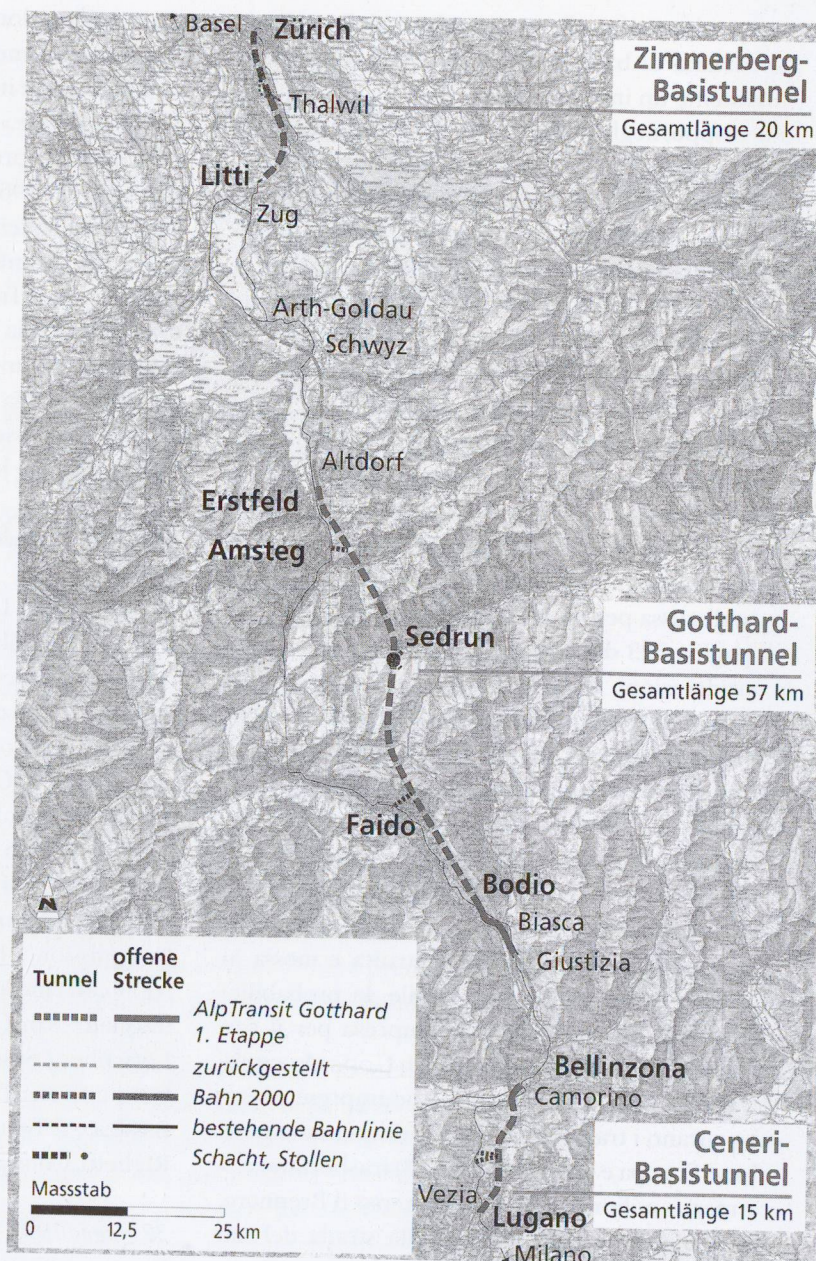 Basel
Zürich
Zimmerberg-
Basistunnel
Gesamtlänge 20 km
Thalwil
Litti
Zug
Arth-Goldau
Schwyz
Altdorf
Erstfeld
Amsteg
Gotthard-
Basistunnel
Gesamtlänge 57 km
Sedrun
Faido
Bodio
Biasca
Giustízia
N
Tunnel
offene
Strecke
AlpTransit Gotthard
1. Etappe
zurückgestellt
Bahn 2000
bestehende Bahnlinie
Schacht, Stollen
Massstab
0 12,5 25 km
Bellinzona
Camorino
Ceneri-
Basistunnel
Gesamtlänge 15 km
Vezia
Lugano
Milano